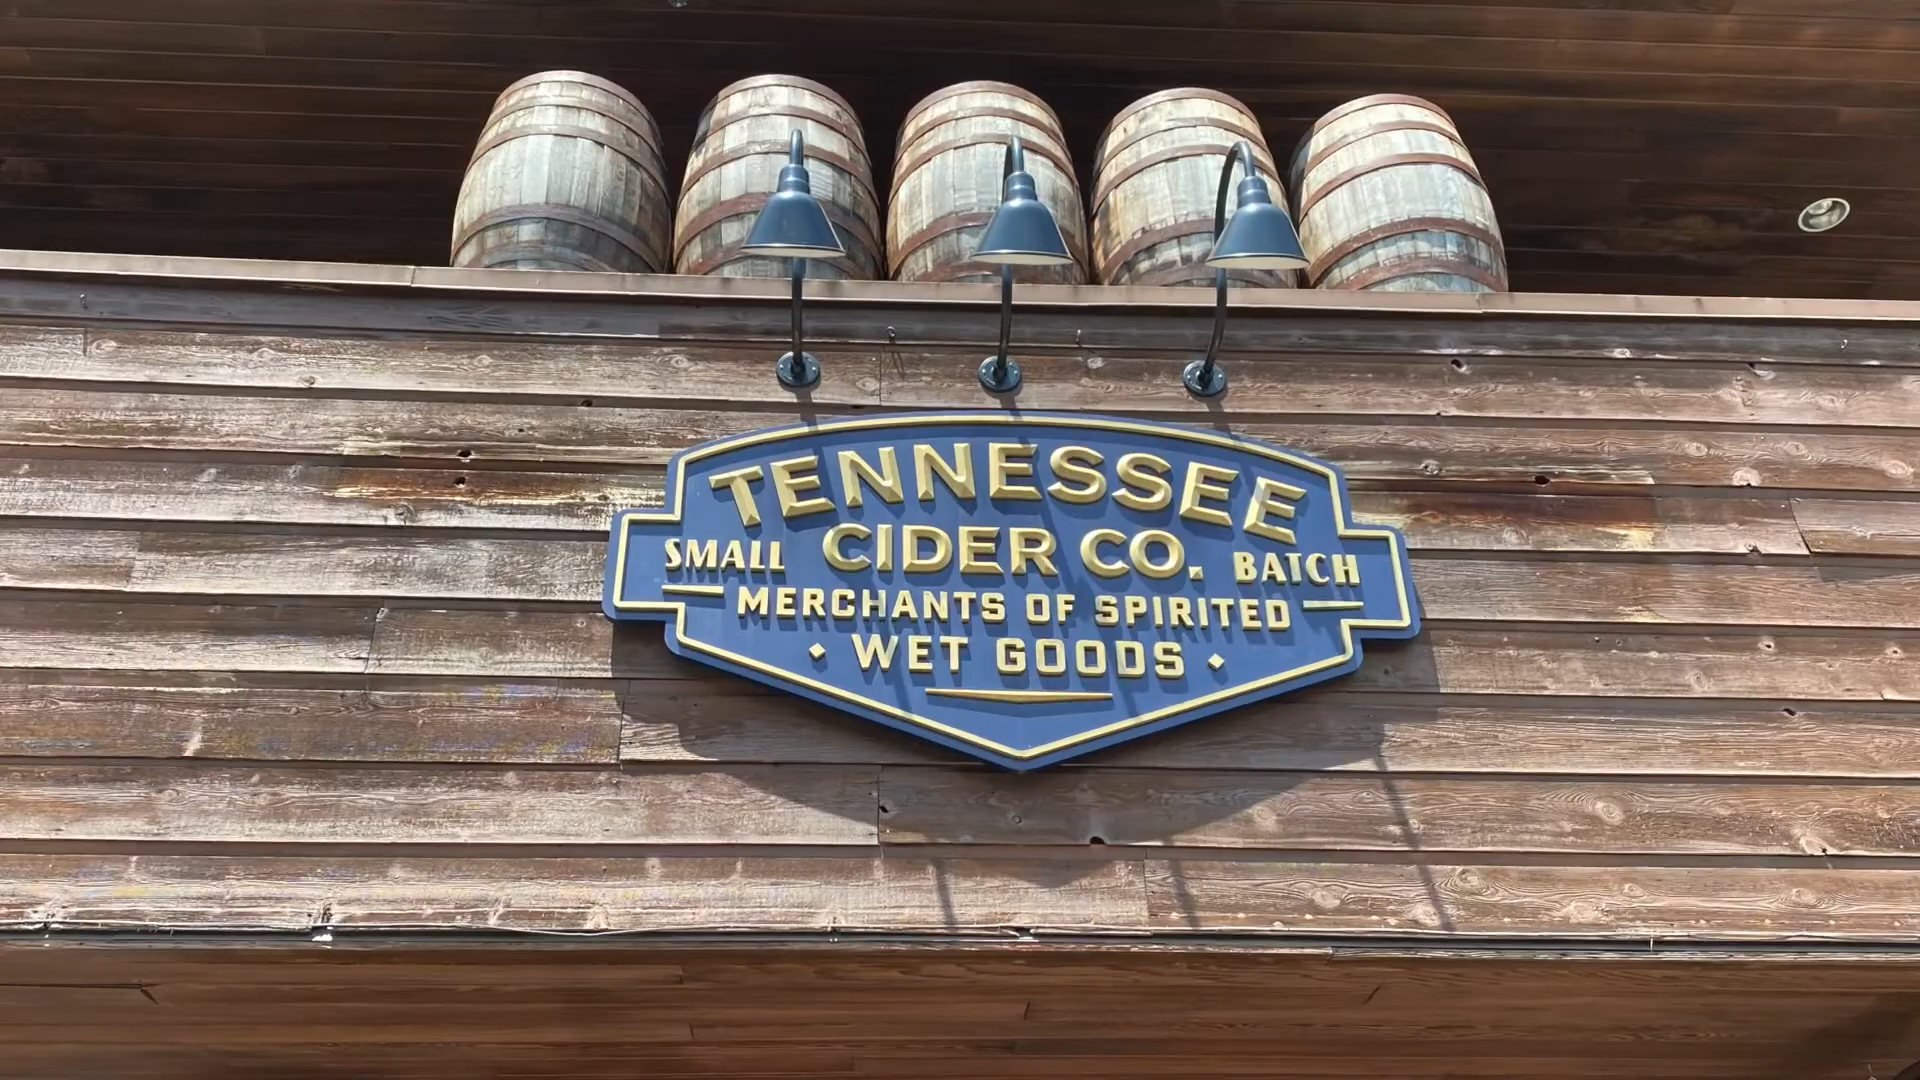 TENNESSEE
SMALL CIDER CO. BATCH
MERCHANTS OF SPIRITED
WET GOODS